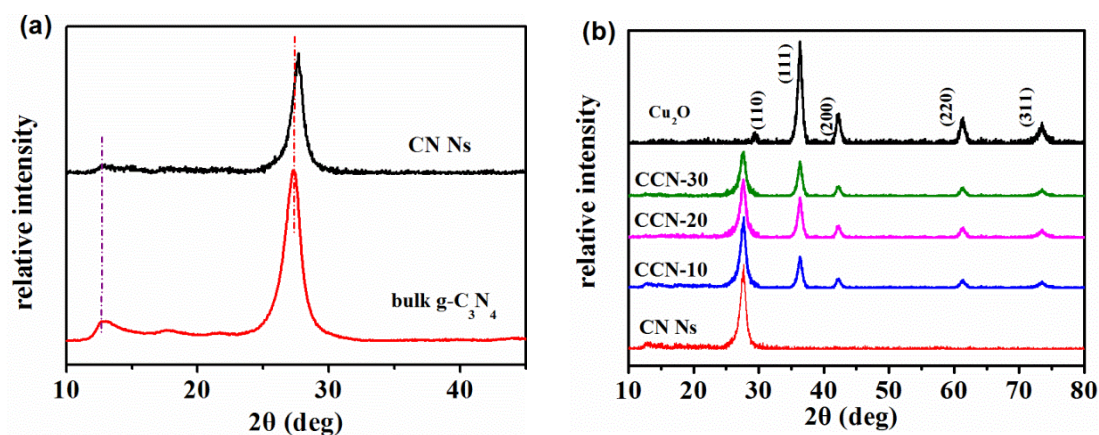 (a)
relative intensity
CN Ns
bulk g-C₃N₄
10 20 30 40
2θ (deg)
(b)
relative intensity
Cu₂O
(110)
(111)
(200)
(220)
(311)
CCN-30
CCN-20
CCN-10
CN Ns
10 20 30 40 50 60 70 80
2θ (deg)